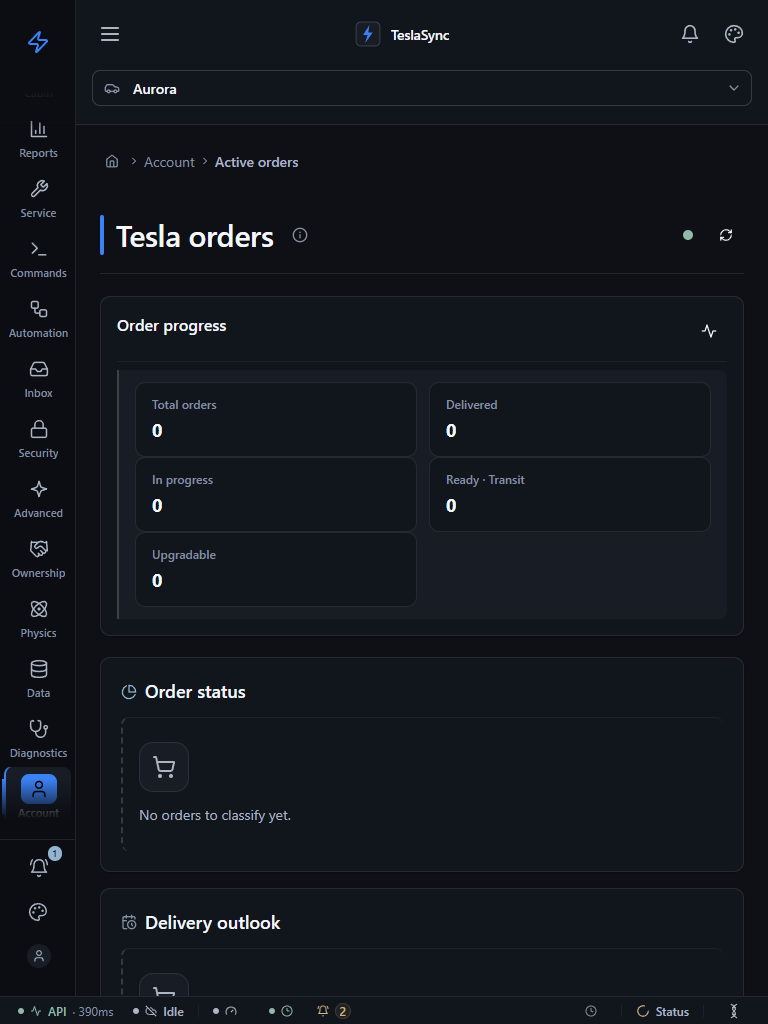 TeslaSync
Aurora
Account
Active orders
Reports
Service
Commands
Automation
Inbox
Security
Advanced
Ownership
Physics
Data
Diagnostics
Account
1
Tesla orders
Order progress
Total orders
0
Delivered
0
In progress
0
Ready · Transit
0
Upgradable
0
Order status
No orders to classify yet.
Delivery outlook
API · 390ms
Idle
2
Status